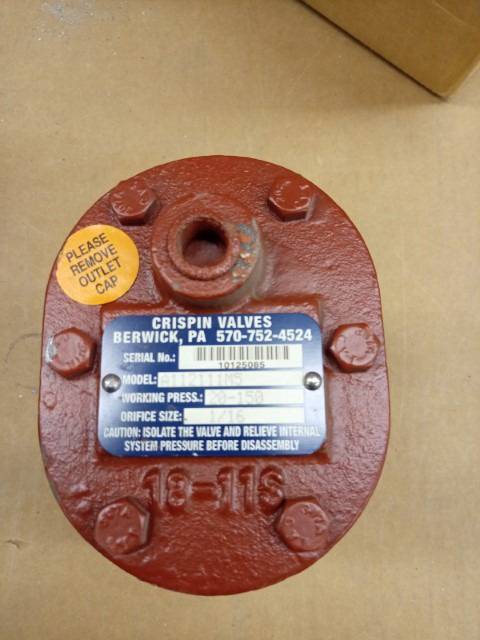 PLEASE
REMOVE
OUTLET
CAP
CRISPIN VALVES
BERWICK, PA 570-752-4524
SERIAL No.:
10125085
MODEL:
WORKING PRESS.: 20-150
ORIFICE SIZE: 1/16
CAUTION: ISOLATE THE VALVE AND RELIEVE INTERNAL
SYSTEM PRESSURE BEFORE DISASSEMBLY
18-11S